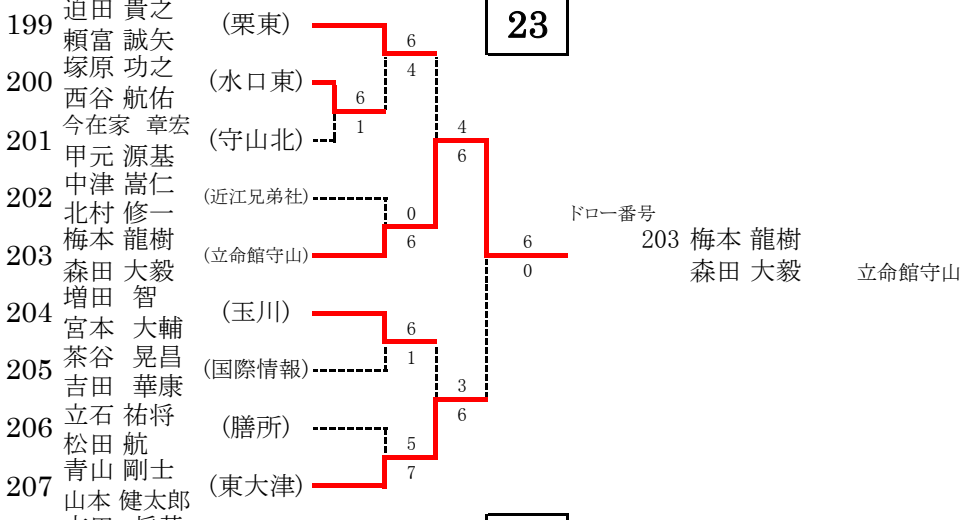 迫田 貴之
199 (栗東) 6 23
頼富 誠矢 4
塚原 功之
200 (水口東)
西谷 航佑 6
今在家 章宏 1 4
201 (守山北) 6
甲元 源基
中津 嵩仁
202 (近江兄弟社)
北村 修一 0 ドロー番号
梅本 龍樹 6 6 203 梅本 龍樹
203 (立命館守山)
森田 大毅 0 森田 大毅 立命館守山
増田 智
204 (玉川)
宮本 大輔 6
茶谷 晃昌 1
205 (国際情報)
吉田 華康 3
立石 祐将 6
206 (膳所)
松田 航 5
青山 剛士 7
207 (東大津)
山本 健太郎